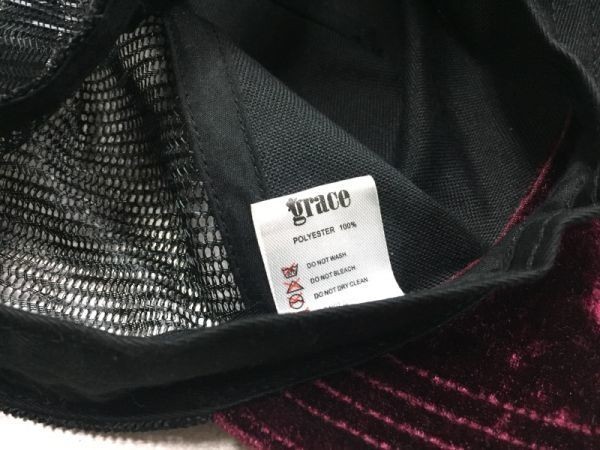 grace
POLYESTER 100%
DO NOT WASH
DO NOT BLEACH
DO NOT DRY CLEAN